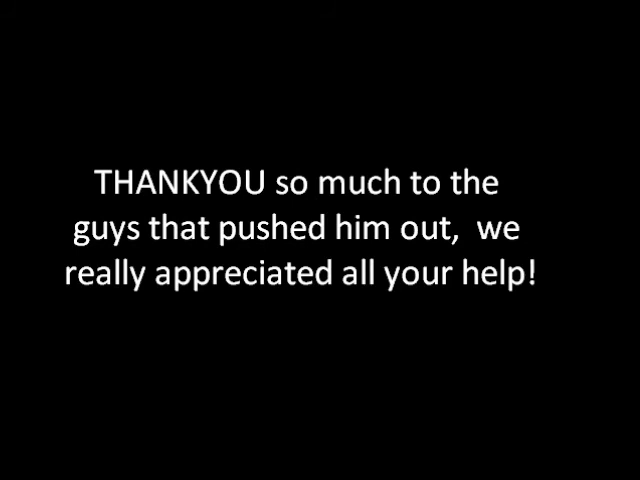 THANKYOU so much to the
guys that pushed him out,  we
really appreciated all your help!